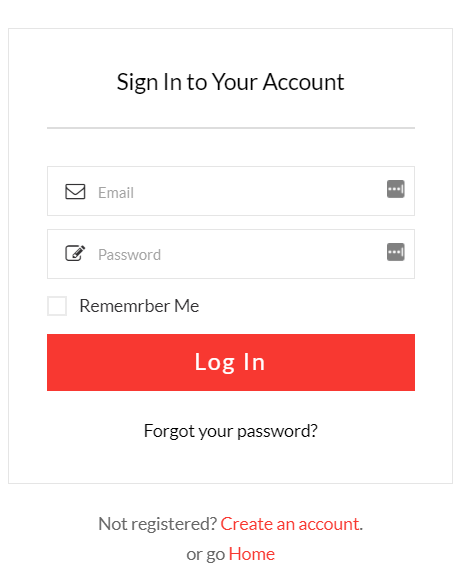 Sign In to Your Account
Email
Password
Rememrber Me
Log In
Forgot your password?
Not registered? Create an account.
or go Home